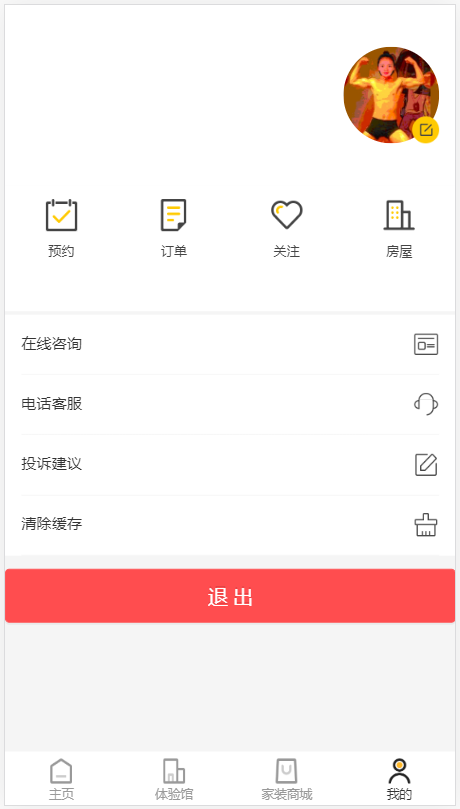 预约 订单 关注 房屋
在线咨询
电话客服
投诉建议
清除缓存
退出
主页 体验馆 家装商城 我的